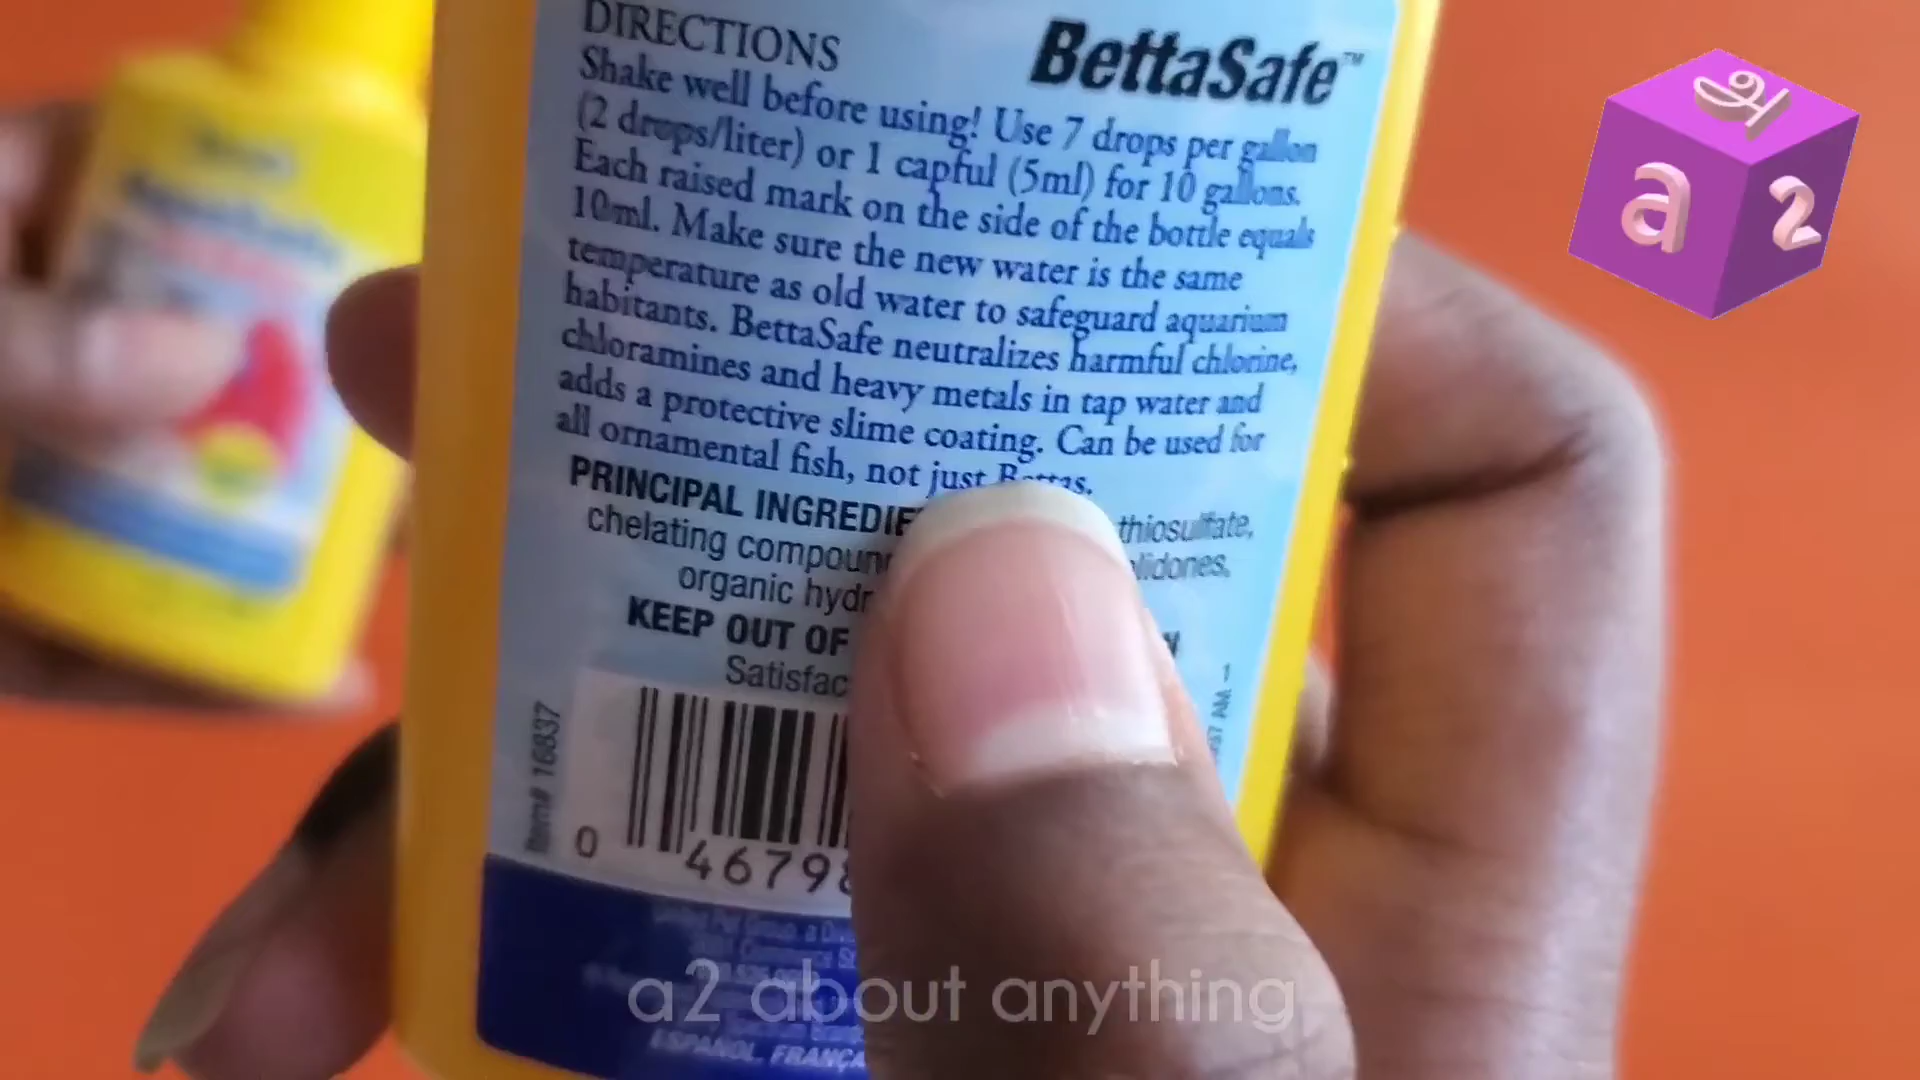 DIRECTIONS
BettaSafe™
Shake well before using! Use 7 drops per gallon
(2 drops/liter) or 1 capful (5ml) for 10 gallons.
Each raised mark on the side of the bottle equals
10ml. Make sure the new water is the same
temperature as old water to safeguard aquarium
habitants. BettaSafe neutralizes harmful chlorine,
chloramines and heavy metals in tap water and
adds a protective slime coating. Can be used for
all ornamental fish, not just Bettas.
PRINCIPAL INGREDIE thiosulfate,
chelating compoun lidones,
organic hydr
KEEP OUT OF
Satisfac
Item# 16837
0 4679
ESPAÑOL, FRANÇA
a2 about anything
அ
a
2